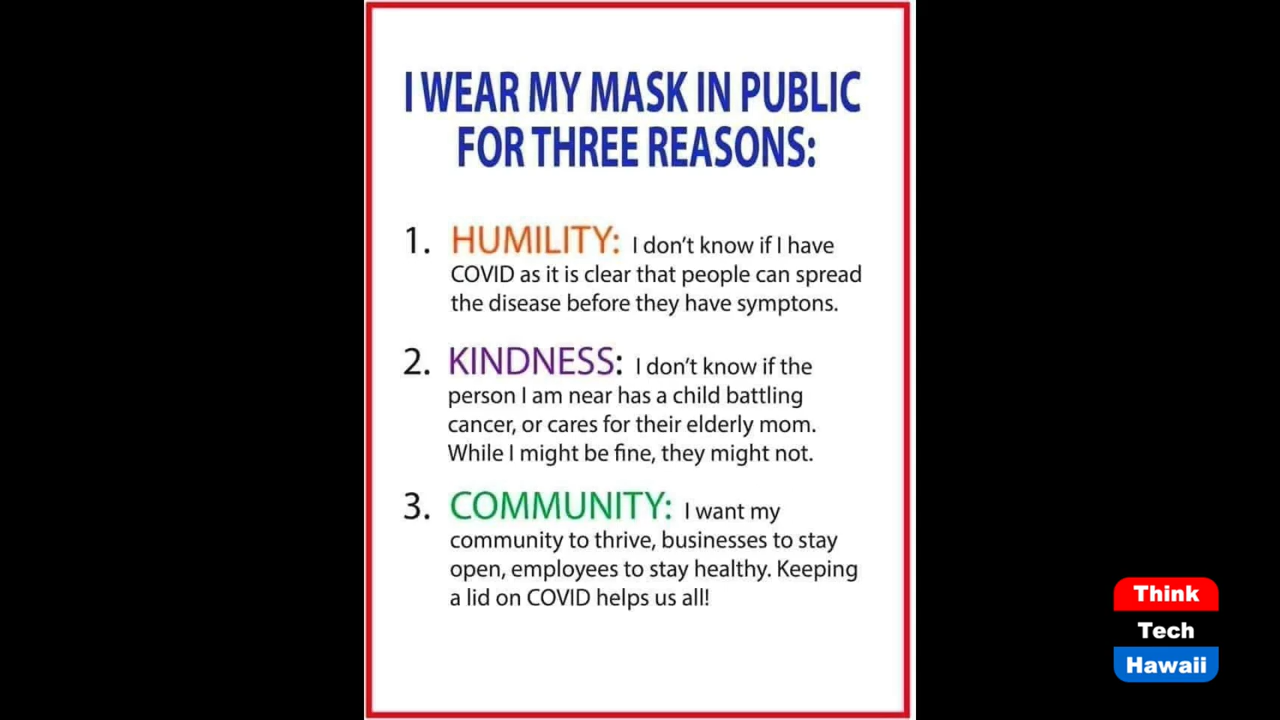 I WEAR MY MASK IN PUBLIC
FOR THREE REASONS:
1. HUMILITY: I don't know if I have
COVID as it is clear that people can spread
the disease before they have symptons.
2. KINDNESS: I don't know if the
person I am near has a child battling
cancer, or cares for their elderly mom.
While I might be fine, they might not.
3. COMMUNITY: I want my
community to thrive, businesses to stay
open, employees to stay healthy. Keeping
a lid on COVID helps us all!
Think
Tech
Hawaii